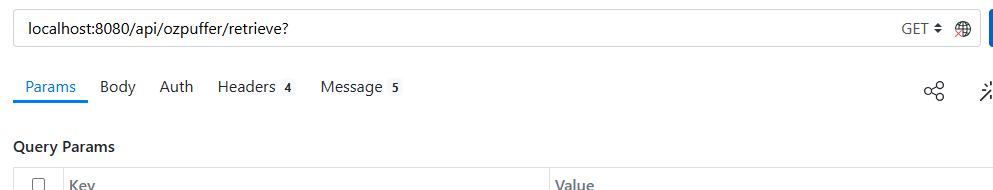 localhost:8080/api/ozpuffer/retrieve? GET
Params Body Auth Headers 4 Message 5
Query Params
Key Value